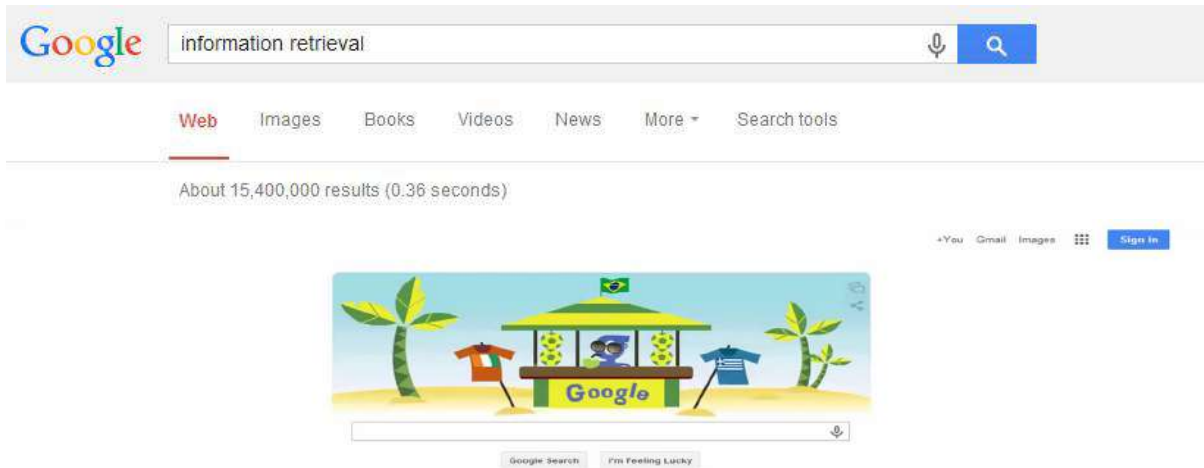 Google information retrieval
Web Images Books Videos News More Search tools
About 15,400,000 results (0.36 seconds)
+You Gmail Images Sign in
Google
Google Search I'm Feeling Lucky